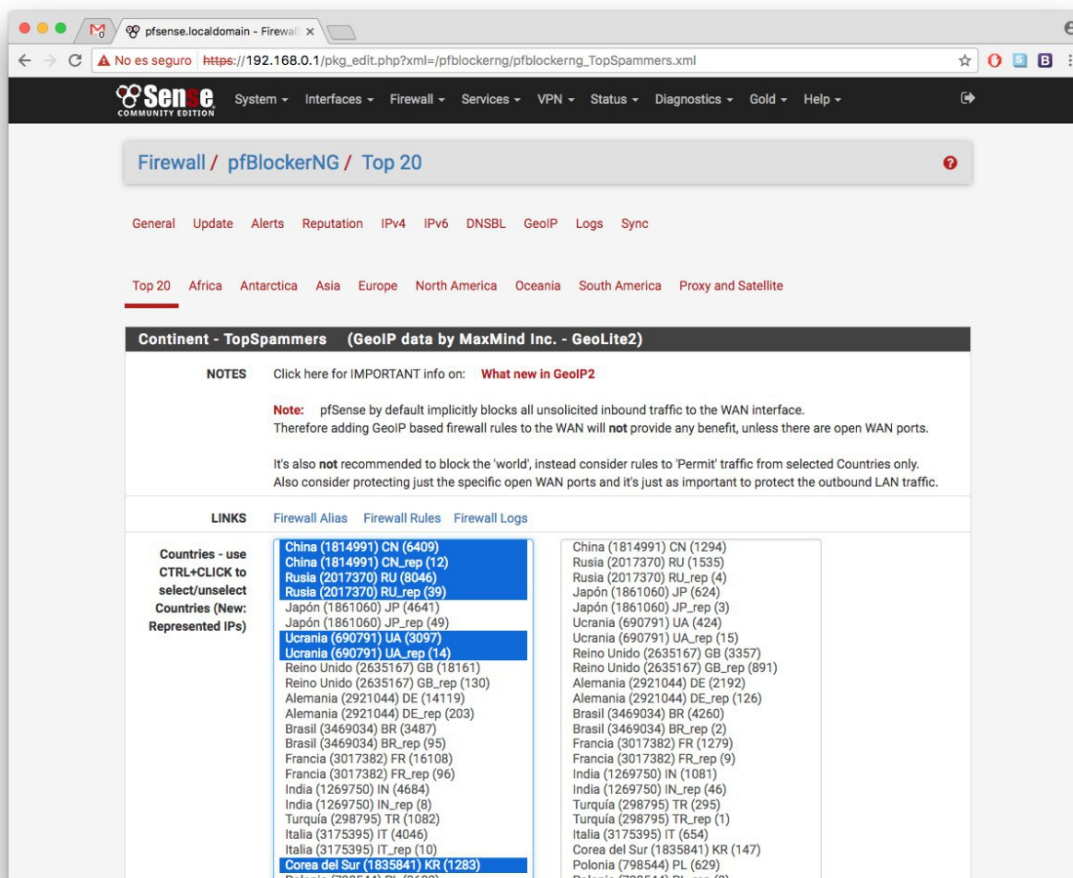 pfsense.localdomain - Firewal
No es seguro https://192.168.0.1/pkg_edit.php?xml=/pfblockerng/pfblockerng_TopSpammers.xml
Sense
COMMUNITY EDITION
System Interfaces Firewall Services VPN Status Diagnostics Gold Help
Firewall / pfBlockerNG / Top 20
General Update Alerts Reputation IPv4 IPv6 DNSBL GeoIP Logs Sync
Top 20 Africa Antarctica Asia Europe North America Oceania South America Proxy and Satellite
Continent - TopSpammers (GeoIP data by MaxMind Inc. - GeoLite2)
NOTES Click here for IMPORTANT info on: What new in GeoIP2
Note: pfSense by default implicitly blocks all unsolicited inbound traffic to the WAN interface.
Therefore adding GeoIP based firewall rules to the WAN will not provide any benefit, unless there are open WAN ports.
It's also not recommended to block the 'world', instead consider rules to 'Permit' traffic from selected Countries only.
Also consider protecting just the specific open WAN ports and it's just as important to protect the outbound LAN traffic.
LINKS Firewall Alias Firewall Rules Firewall Logs
Countries - use
CTRL+CLICK to
select/unselect
Countries (New:
Represented IPs)
China (1814991) CN (6409)
China (1814991) CN_rep (12)
Rusia (2017370) RU (8046)
Rusia (2017370) RU_rep (39)
Japón (1861060) JP (4641)
Japón (1861060) JP_rep (49)
Ucrania (690791) UA (3097)
Ucrania (690791) UA_rep (14)
Reino Unido (2635167) GB (18161)
Reino Unido (2635167) GB_rep (130)
Alemania (2921044) DE (14119)
Alemania (2921044) DE_rep (203)
Brasil (3469034) BR (3487)
Brasil (3469034) BR_rep (95)
Francia (3017382) FR (16108)
Francia (3017382) FR_rep (96)
India (1269750) IN (4684)
India (1269750) IN_rep (8)
Turquía (298795) TR (1082)
Italia (3175395) IT (4046)
Italia (3175395) IT_rep (10)
Corea del Sur (1835841) KR (1283)
China (1814991) CN (1294)
Rusia (2017370) RU (1535)
Rusia (2017370) RU_rep (4)
Japón (1861060) JP (624)
Japón (1861060) JP_rep (3)
Ucrania (690791) UA (424)
Ucrania (690791) UA_rep (15)
Reino Unido (2635167) GB (3357)
Reino Unido (2635167) GB_rep (891)
Alemania (2921044) DE (2192)
Alemania (2921044) DE_rep (126)
Brasil (3469034) BR (4260)
Brasil (3469034) BR_rep (2)
Francia (3017382) FR (1279)
Francia (3017382) FR_rep (9)
India (1269750) IN (1081)
India (1269750) IN_rep (46)
Turquía (298795) TR (295)
Turquía (298795) TR_rep (1)
Italia (3175395) IT (654)
Corea del Sur (1835841) KR (147)
Polonia (798544) PL (629)